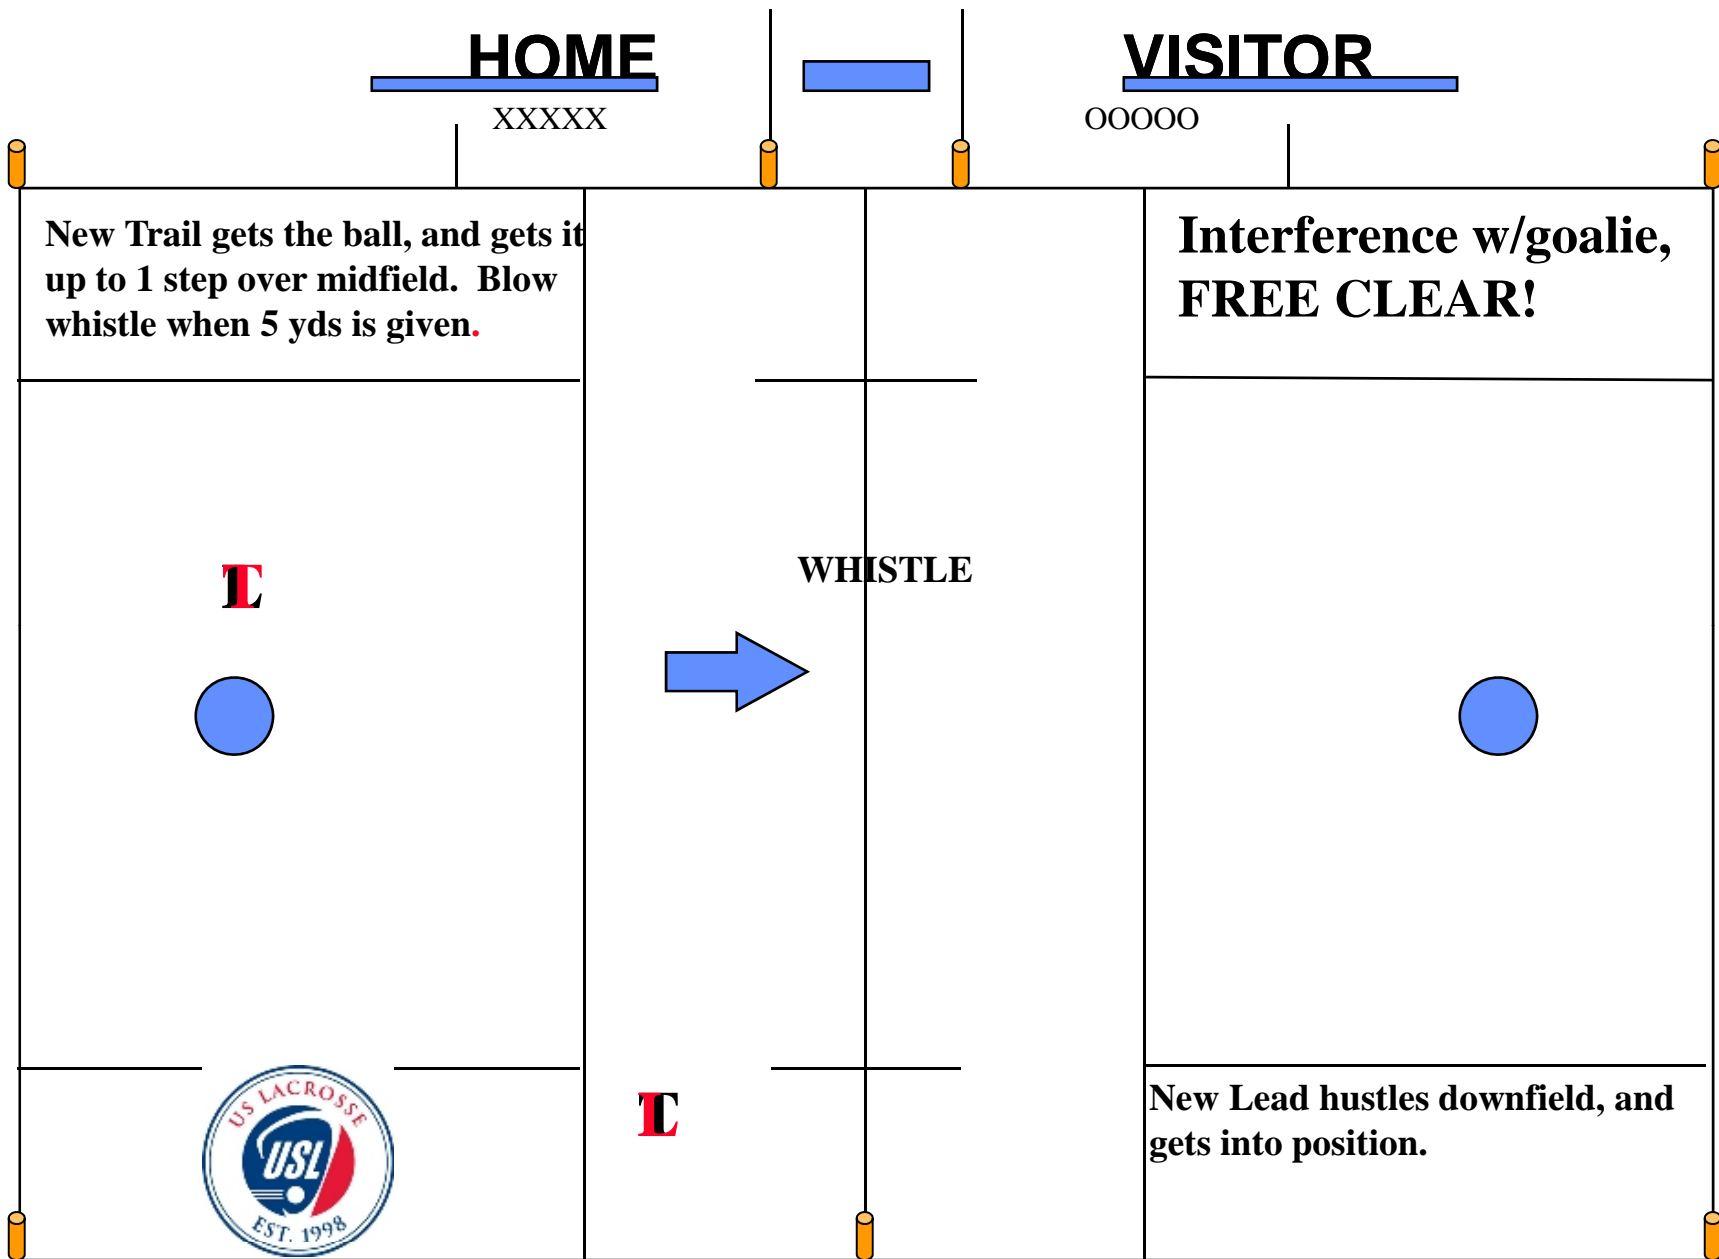 HOME
VISITOR
XXXXX
OOOOO
New Trail gets the ball, and gets it
up to 1 step over midfield. Blow
whistle when 5 yds is given.
Interference w/goalie,
FREE CLEAR!
L
T
WHISTLE
T
L
New Lead hustles downfield, and
gets into position.
US LACROSSE
USL
EST. 1998